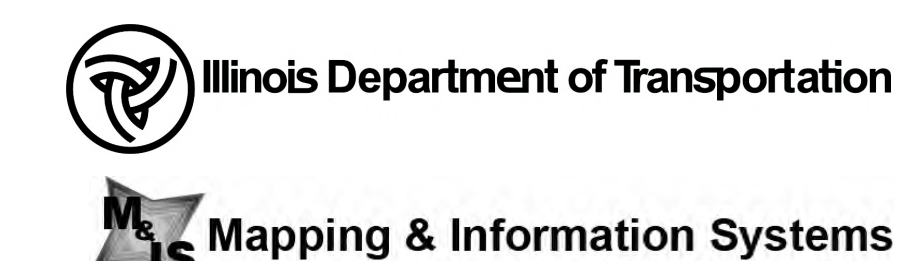 Illinois Department of Transportation
M&IS Mapping & Information Systems